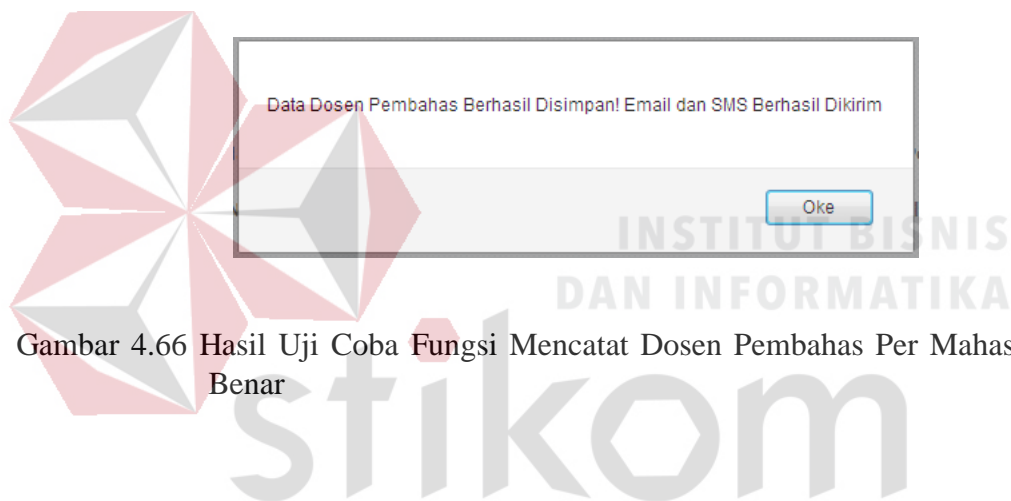 Data Dosen Pembahas Berhasil Disimpan! Email dan SMS Berhasil Dikirim
Oke
INSTITUT BISNIS
DAN INFORMATIKA
Gambar 4.66 Hasil Uji Coba Fungsi Mencatat Dosen Pembahas Per Mahas
Benar
stikom